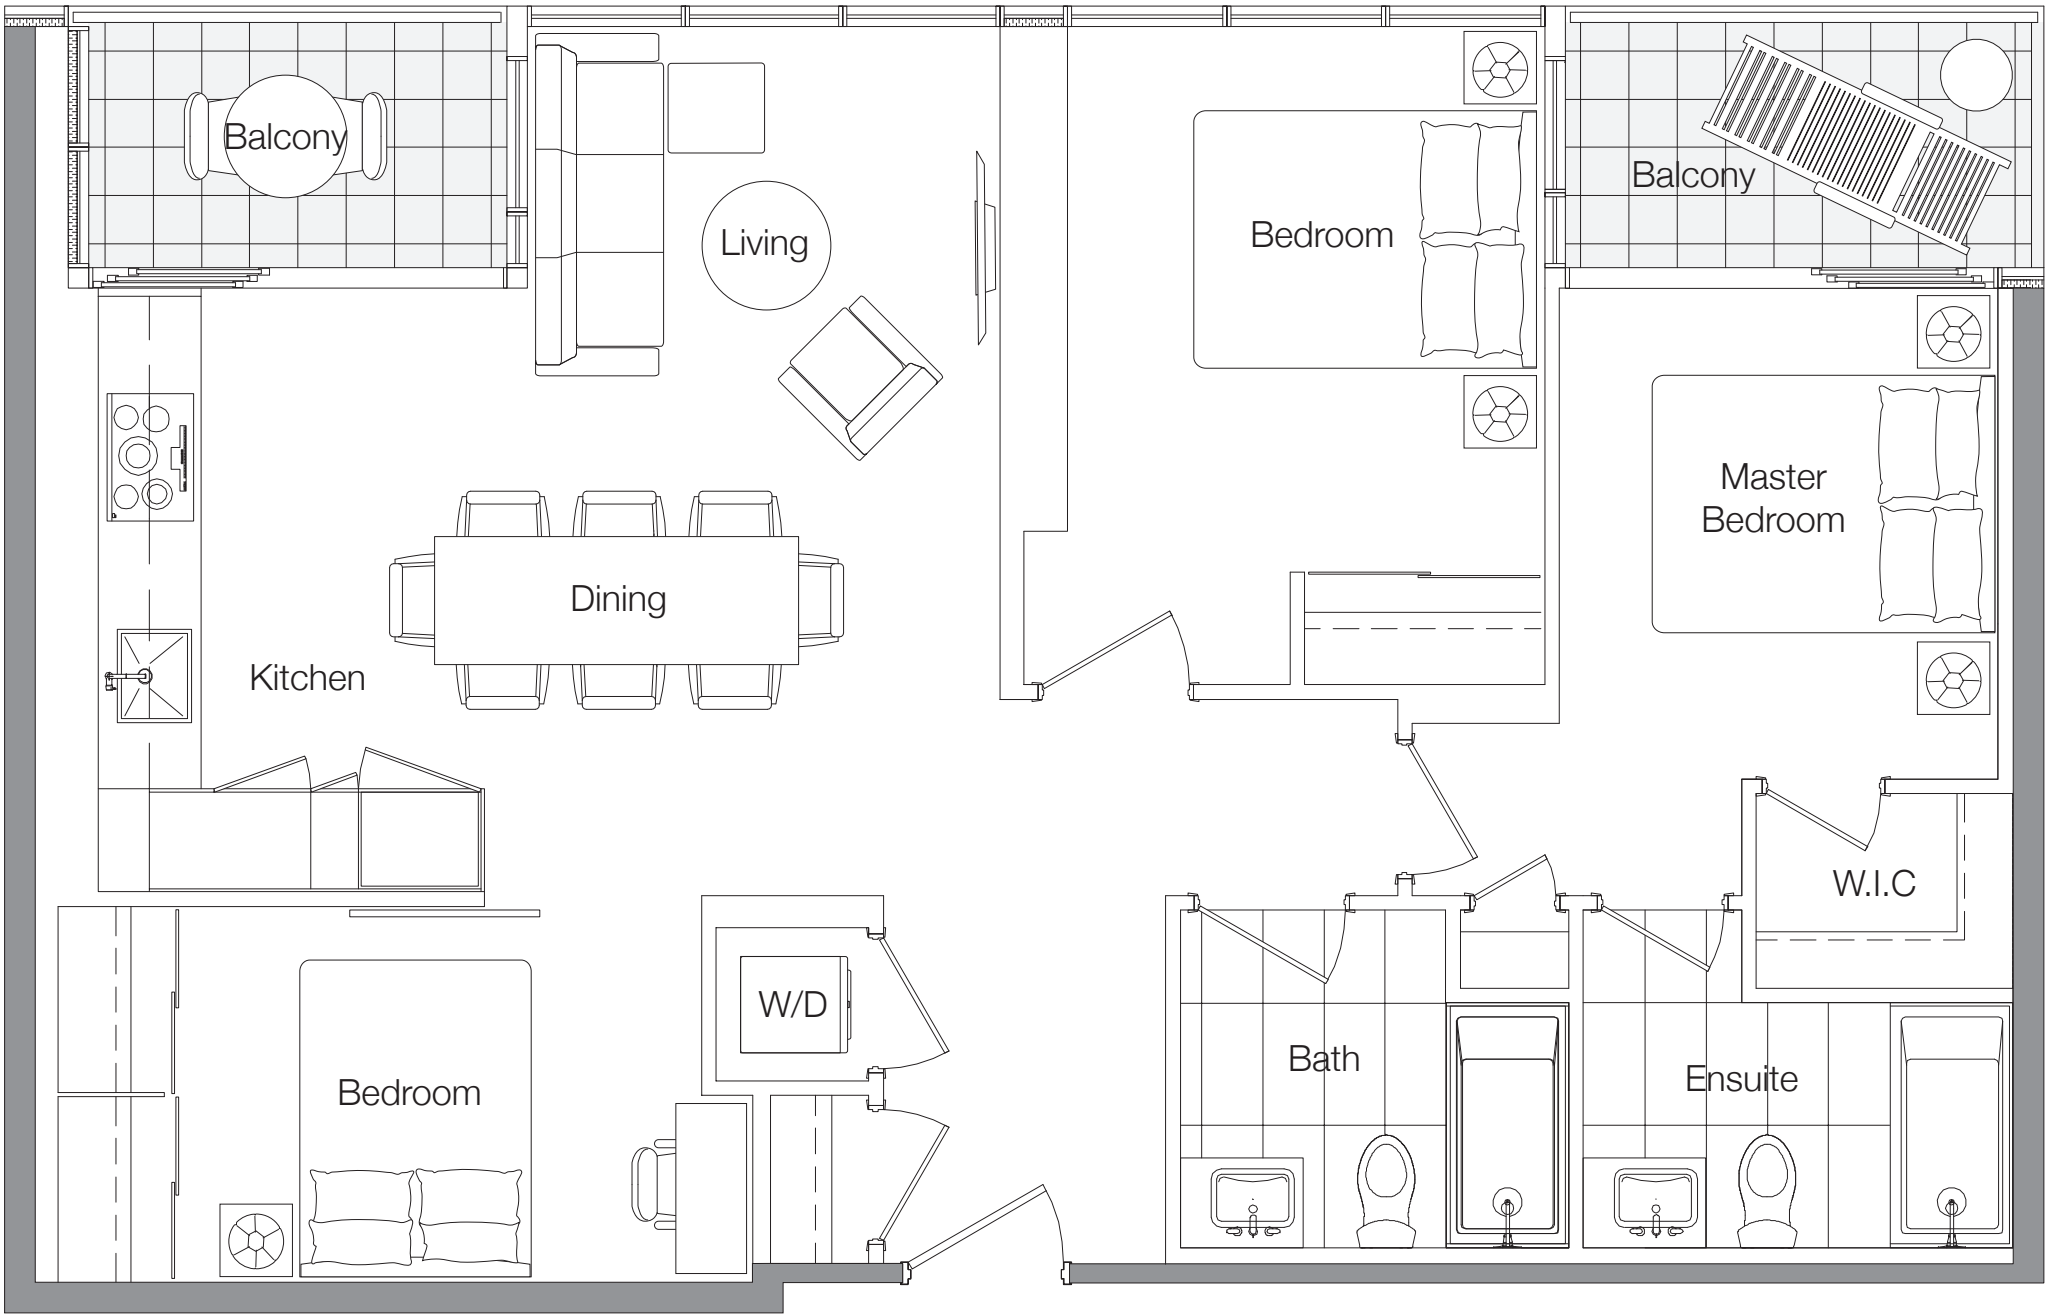 Balcony
Living
Bedroom
Balcony
Master
Bedroom
Dining
Kitchen
W.I.C
W/D
Bath
Ensuite
Bedroom